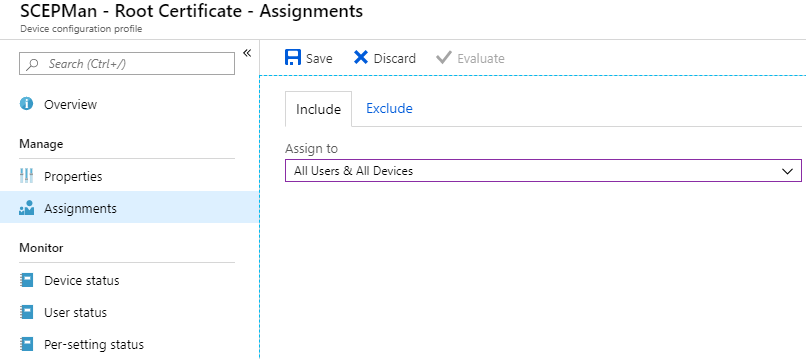 SCEPMan - Root Certificate - Assignments
Device configuration profile
Search (Ctrl+/)
«
Save
Discard
Evaluate
Overview
Include
Exclude
Manage
Assign to
Properties
All Users & All Devices
Assignments
Monitor
Device status
User status
Per-setting status